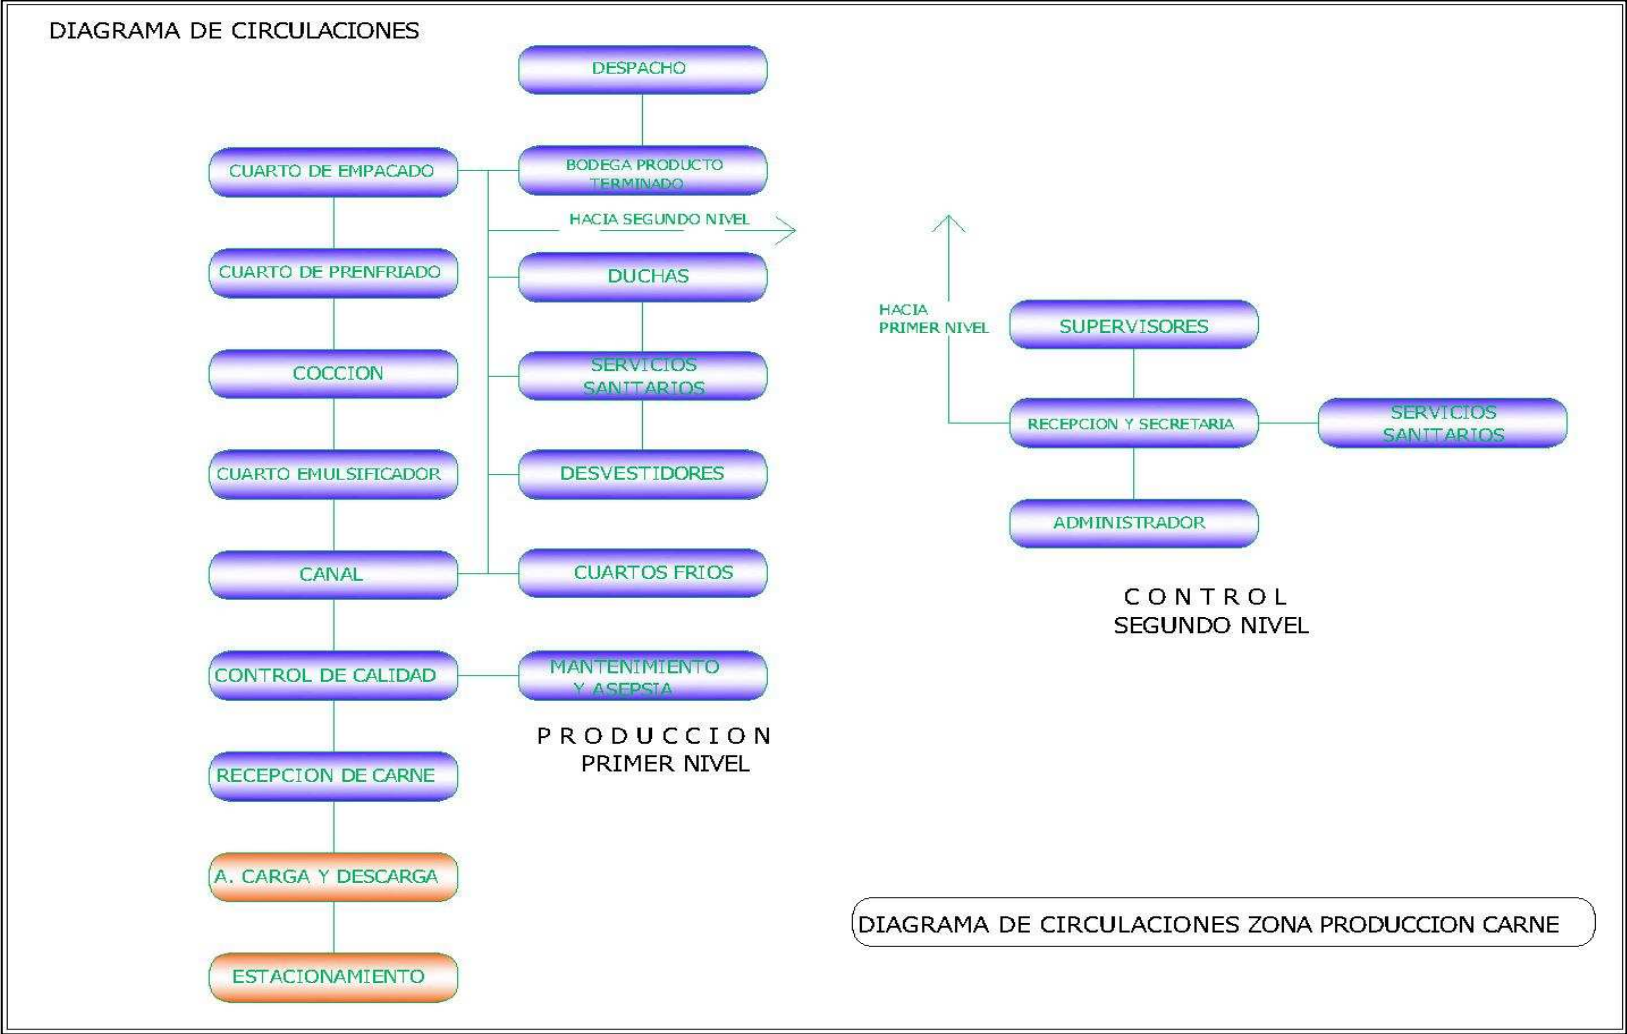 DIAGRAMA DE CIRCULACIONES
DESPACHO
CUARTO DE EMPACADO
BODEGA PRODUCTO
TERMINADO
HACIA SEGUNDO NIVEL
CUARTO DE PRENFRIADO
DUCHAS
COCCION
SERVICIOS
SANITARIOS
CUARTO EMULSIFICADOR
DESVESTIDORES
CANAL
CUARTOS FRIOS
CONTROL DE CALIDAD
MANTENIMIENTO
Y ASEPSIA
PRODUCCION
PRIMER NIVEL
RECEPCION DE CARNE
A. CARGA Y DESCARGA
ESTACIONAMIENTO
HACIA
PRIMER NIVEL
SUPERVISORES
RECEPCION Y SECRETARIA
SERVICIOS
SANITARIOS
ADMINISTRADOR
CONTROL
SEGUNDO NIVEL
DIAGRAMA DE CIRCULACIONES ZONA PRODUCCION CARNE